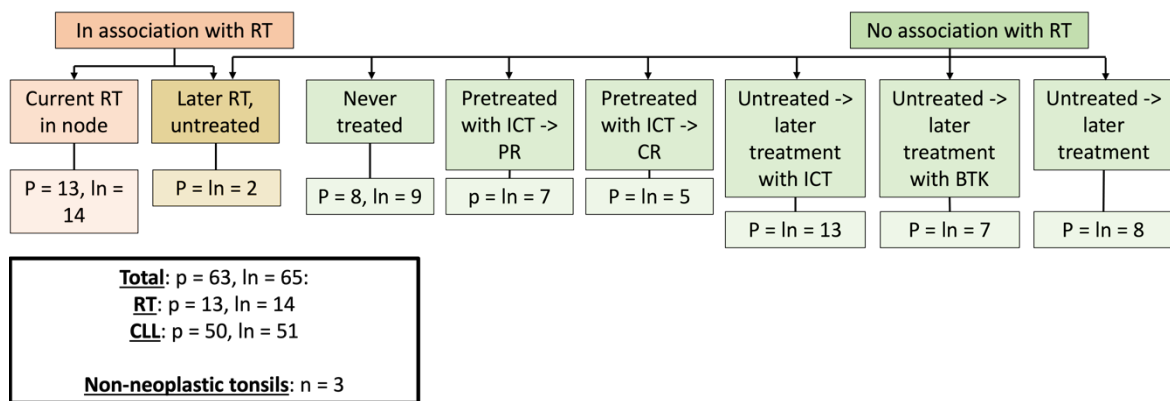 In association with RT
No association with RT
Current RT
in node
Later RT,
untreated
Never
treated
Pretreated
with ICT ->
PR
Pretreated
with ICT ->
CR
Untreated ->
later
treatment
with ICT
Untreated ->
later
treatment
with BTK
Untreated ->
later
treatment
P = 13, ln =
14
P = ln = 2
P = 8, ln = 9
p = ln = 7
P = ln = 5
P = ln = 13
P = ln = 7
P = ln = 8
Total: p = 63, ln = 65:
RT: p = 13, ln = 14
CLL: p = 50, ln = 51
Non-neoplastic tonsils: n = 3